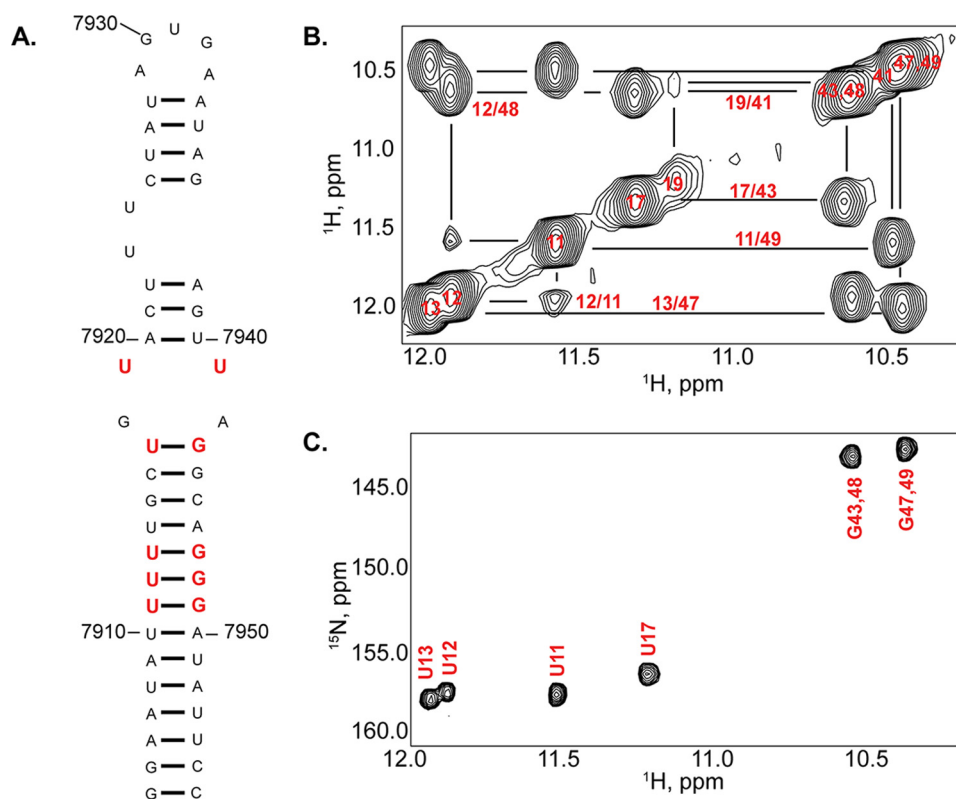 A.
7930 G U G
A A
U A
A U
U A
C G
U
U
U A
C G
7920 A U 7940
U U
G A
U G
C G
G C
U A
U G
U G
U G
7910 U A 7950
A U
U A
A U
A U
G C
G C
B.
10.5
11.0
11.5
12.0
¹H, ppm
43,48 41 47,49
12/48 19/41
19
17 17/43
11 11/49
13 12 12/11 13/47
12.0 11.5 11.0 10.5
¹H, ppm
C.
145.0
150.0
155.0
160.0
¹⁵N, ppm
G43,48
G47,49
U13
U12
U11
U17
12.0 11.5 11.0 10.5
¹H, ppm